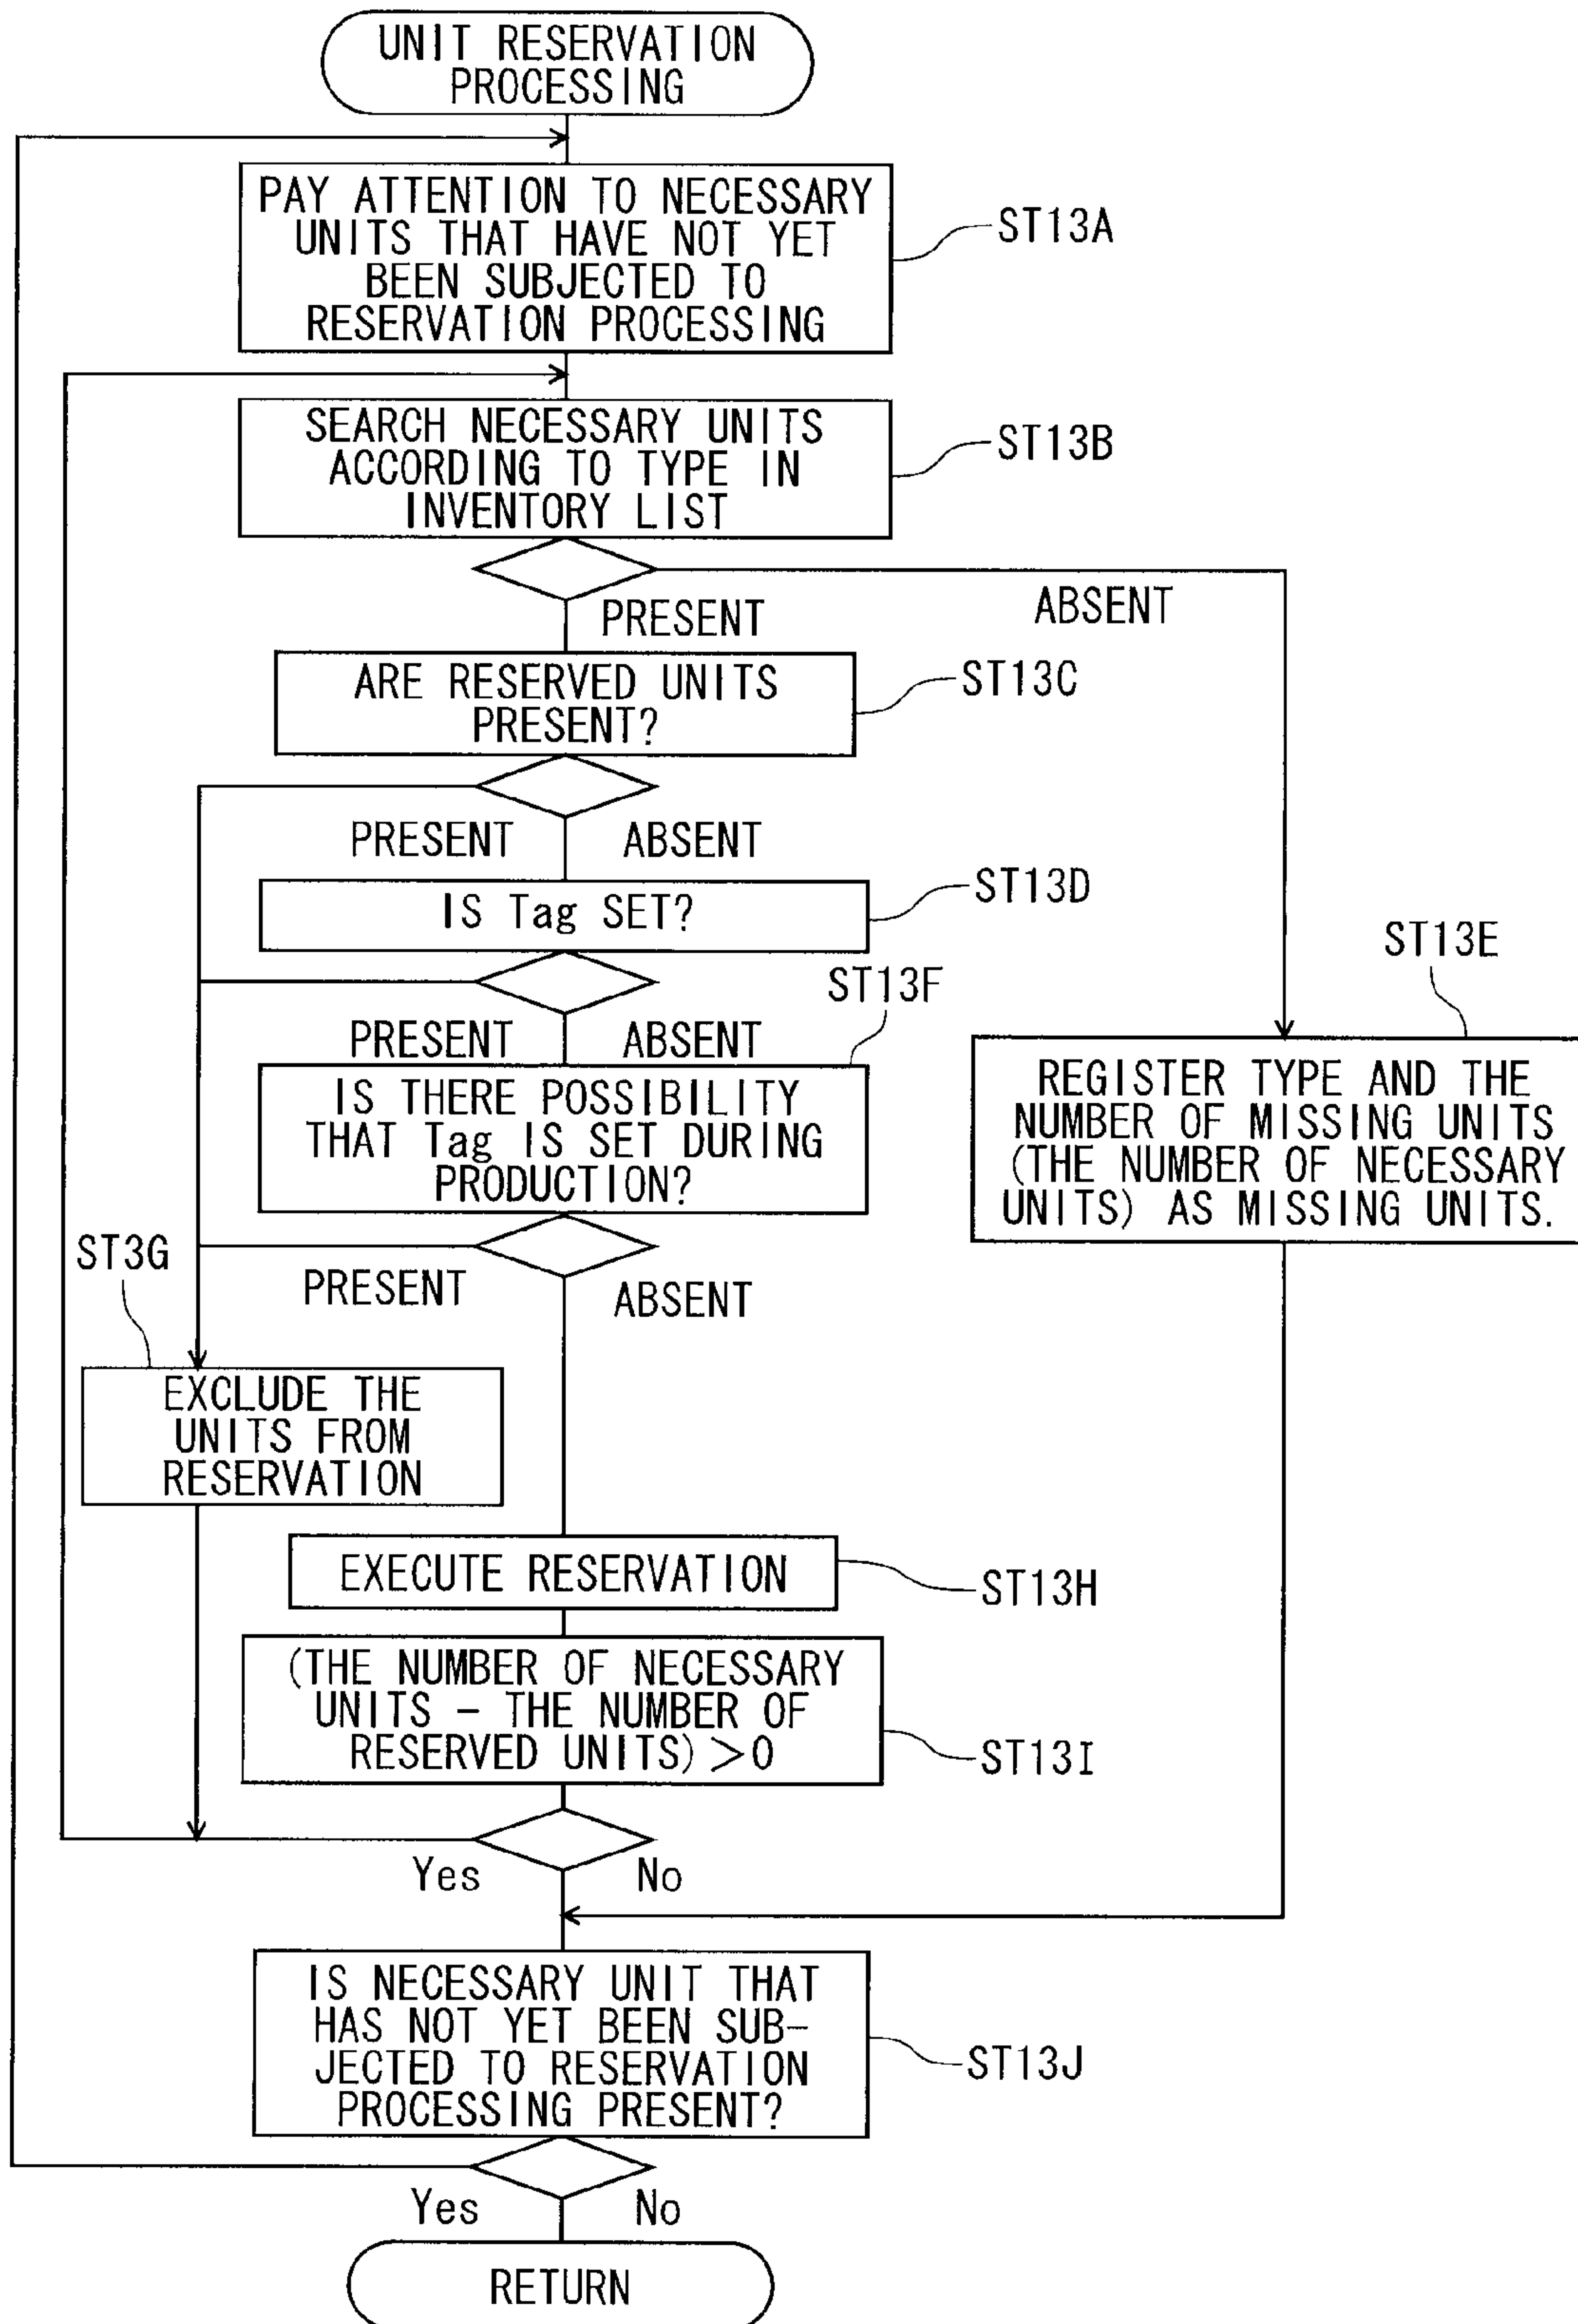 UNIT RESERVATION
PROCESSING
PAY ATTENTION TO NECESSARY
UNITS THAT HAVE NOT YET
BEEN SUBJECTED TO
RESERVATION PROCESSING
ST13A
SEARCH NECESSARY UNITS
ACCORDING TO TYPE IN
INVENTORY LIST
ST13B
PRESENT
ABSENT
ARE RESERVED UNITS
PRESENT?
ST13C
PRESENT
ABSENT
IS Tag SET?
ST13D
PRESENT
ABSENT
ST13F
IS THERE POSSIBILITY
THAT Tag IS SET DURING
PRODUCTION?
ST13E
REGISTER TYPE AND THE
NUMBER OF MISSING UNITS
(THE NUMBER OF NECESSARY
UNITS) AS MISSING UNITS.
PRESENT
ABSENT
ST3G
EXCLUDE THE
UNITS FROM
RESERVATION
EXECUTE RESERVATION
ST13H
(THE NUMBER OF NECESSARY
UNITS - THE NUMBER OF
RESERVED UNITS) >0
ST13I
Yes
No
IS NECESSARY UNIT THAT
HAS NOT YET BEEN SUB-
JECTED TO RESERVATION
PROCESSING PRESENT?
ST13J
Yes
No
RETURN